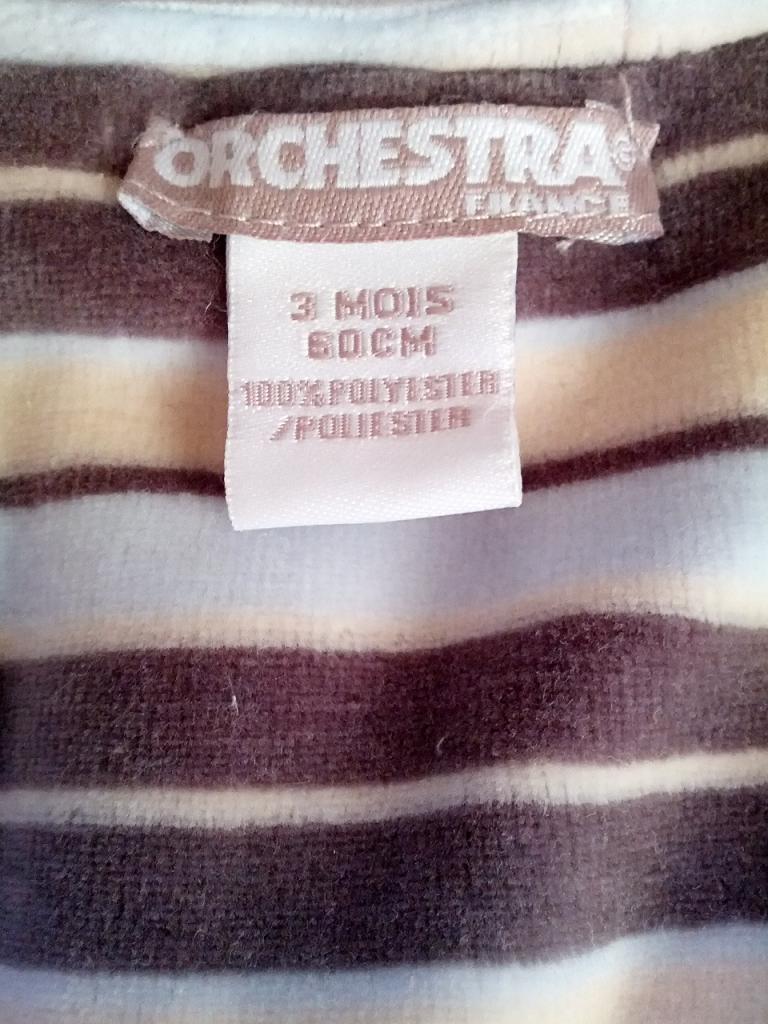 ORCHESTRA®
FRANCE
3 MOIS
60CM
100% POLYESTER
/POLIESTER